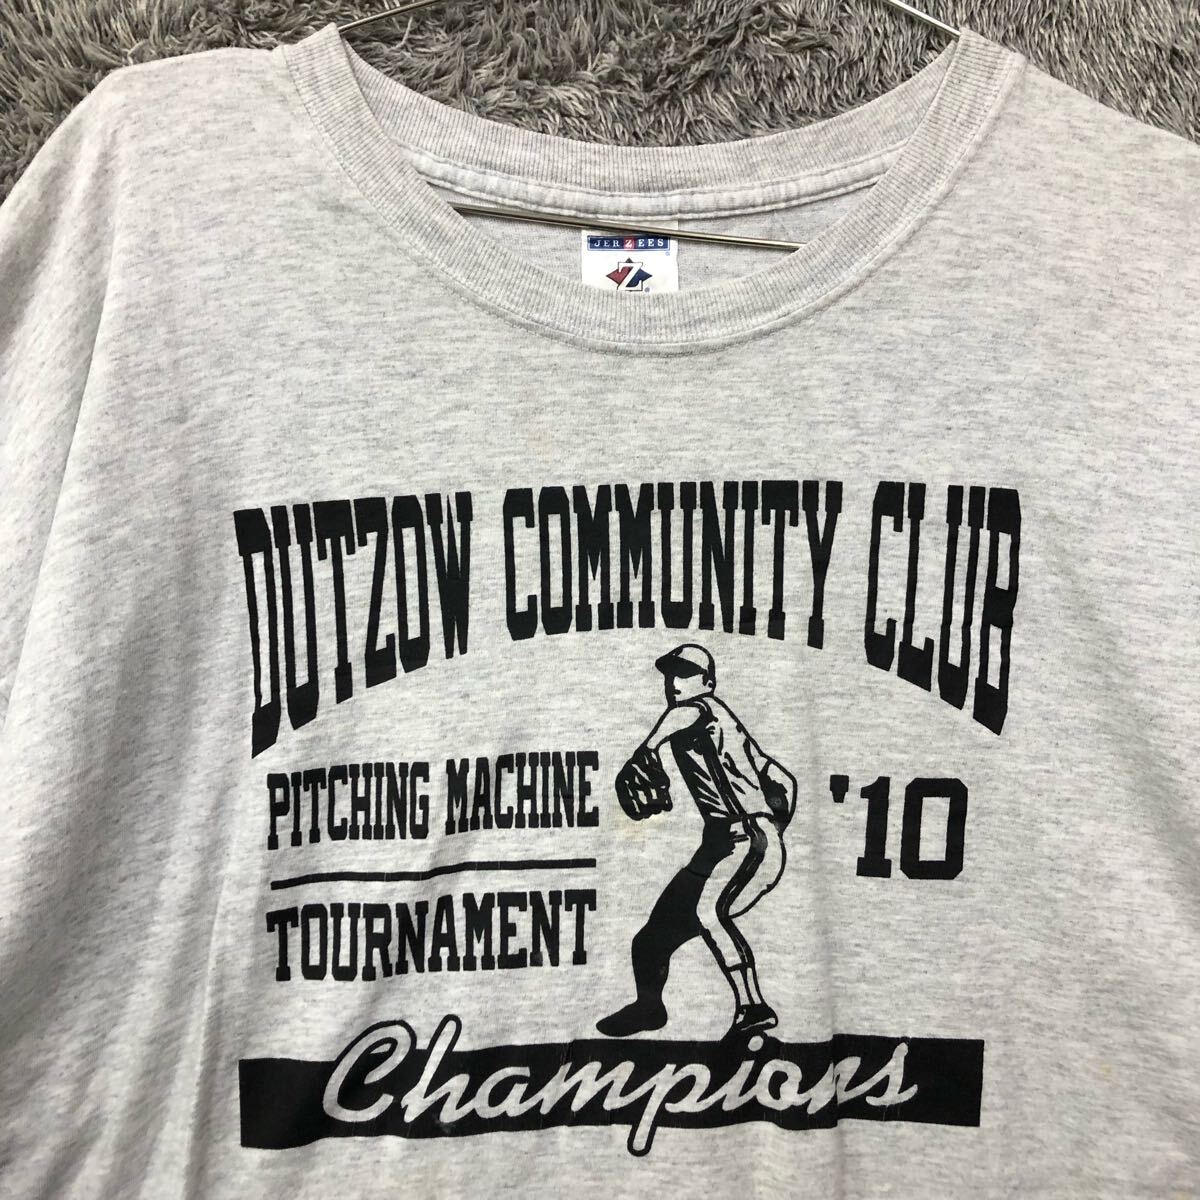 JERZEES
Z
DUTZOW COMMUNITY CLUB
PITCHING MACHINE
TOURNAMENT
'10
Champions